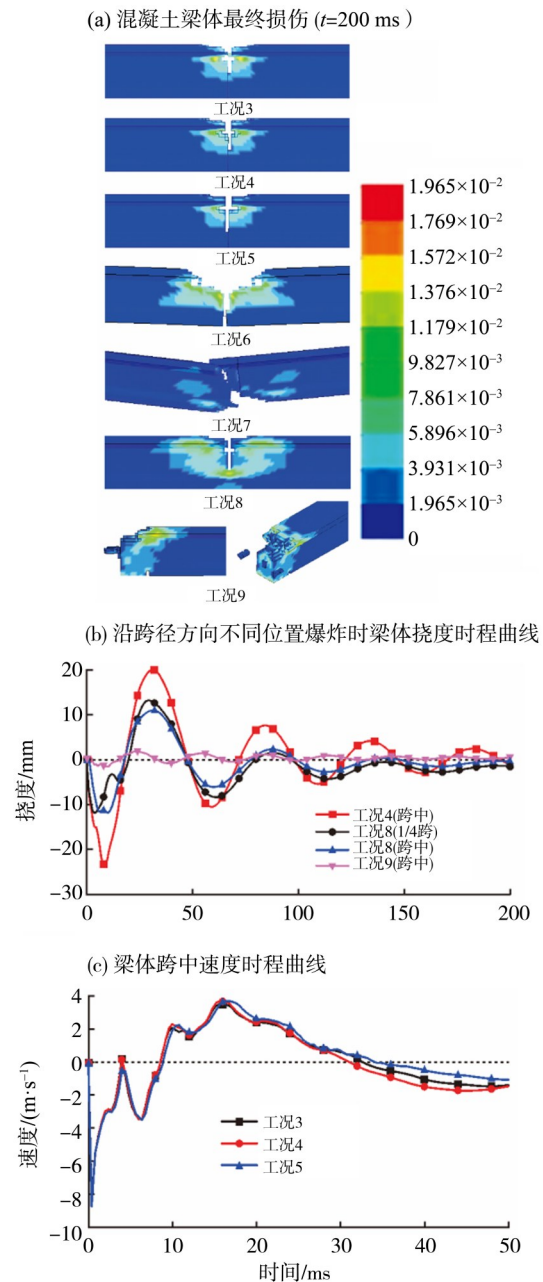 (a) 混凝土梁体最终损伤 (t=200 ms )
工况3
工况4
工况5
工况6
工况7
工况8
工况9
1.965×10⁻²
1.769×10⁻²
1.572×10⁻²
1.376×10⁻²
1.179×10⁻²
9.827×10⁻³
7.861×10⁻³
5.896×10⁻³
3.931×10⁻³
1.965×10⁻³
0
(b) 沿跨径方向不同位置爆炸时梁体挠度时程曲线
20
10
0
−10
−20
−30
挠度/mm
工况4(跨中)
工况8(1/4跨)
工况8(跨中)
工况9(跨中)
0 50 100 150 200
(c) 梁体跨中速度时程曲线
4
2
0
−2
−4
−6
−8
−10
速度/(m·s⁻¹)
工况3
工况4
工况5
0 10 20 30 40 50
时间/ms